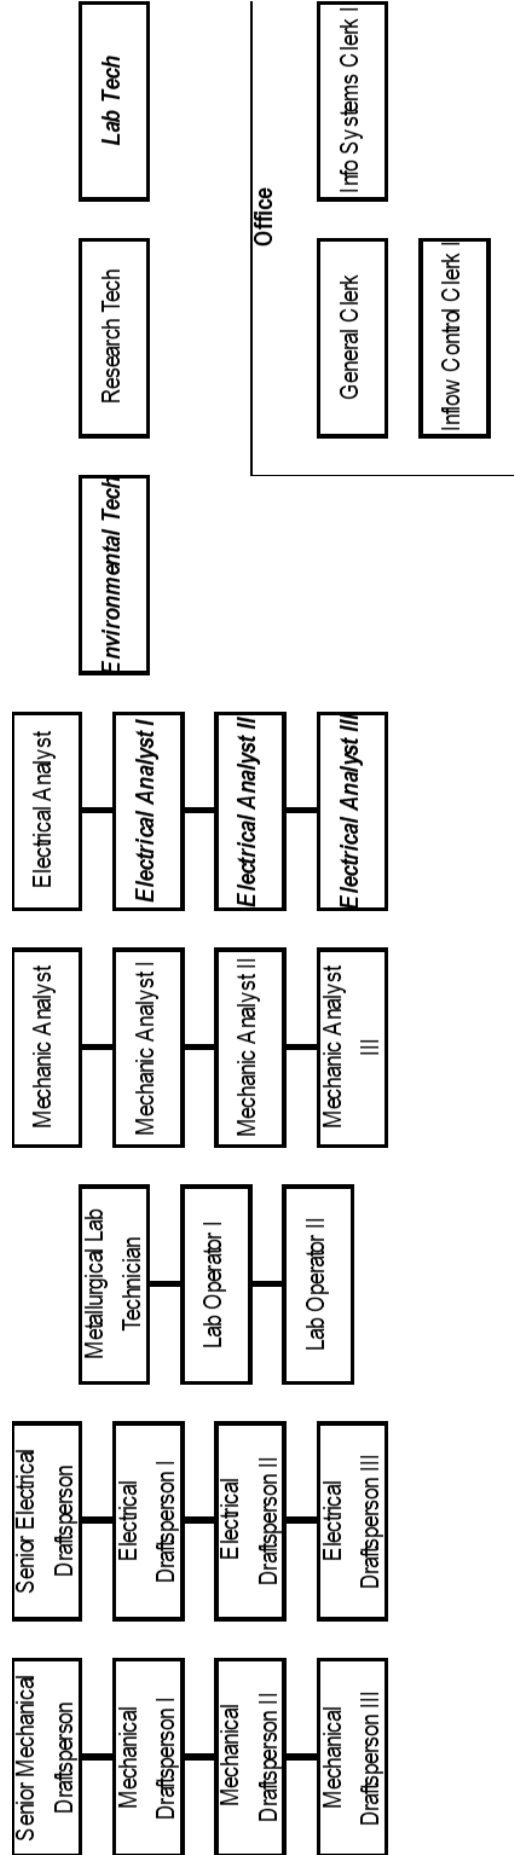 Senior Mechanical
Draftsperson
Mechanical
Draftsperson I
Mechanical
Draftsperson II
Mechanical
Draftsperson III
Senior Electrical
Draftsperson
Electrical
Draftsperson I
Electrical
Draftsperson II
Electrical
Draftsperson III
Metallurgical Lab
Technician
Lab Operator I
Lab Operator II
Mechanic Analyst
Mechanic Analyst I
Mechanic Analyst II
Mechanic Analyst
III
Electrical Analyst
Electrical Analyst I
Electrical Analyst II
Electrical Analyst III
Environmental Tech
Research Tech
Lab Tech
Office
General Clerk
Info Systems Clerk I
Inflow Control Clerk I